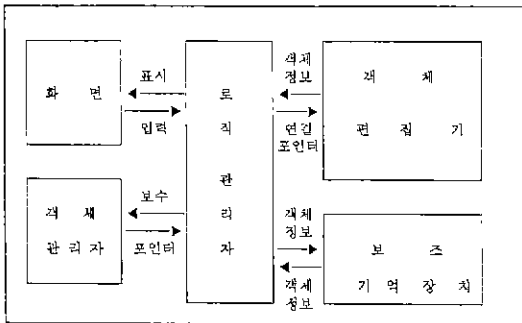 화 면
표시
입력
로
직
관
리
자
객체
정보
연결
포인터
객 체
편 집 기
객 체
관 리 자
보수
포인터
객체
정보
객체
정보
보 조
기 억 장 치